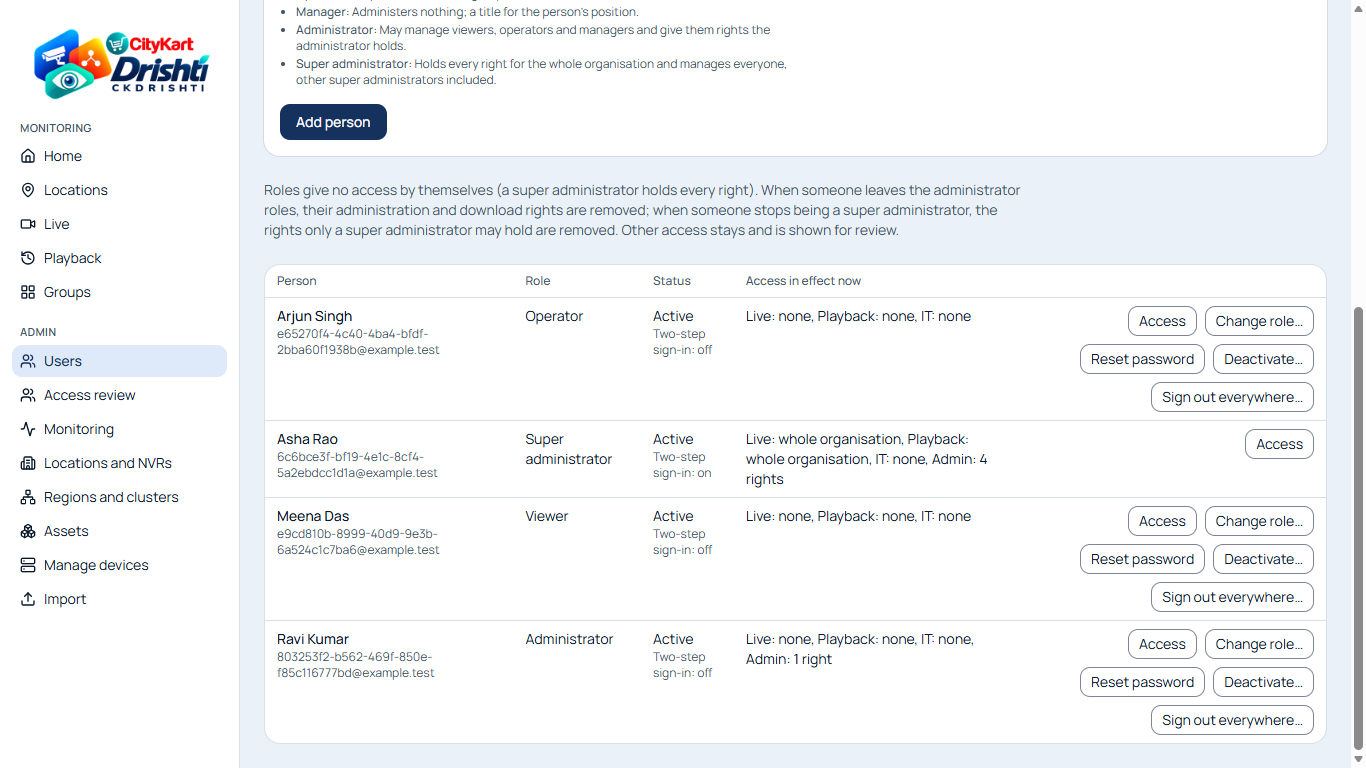 CityKart
Drishti
CKDRISHTI
MONITORING
Home
Locations
Live
Playback
Groups
ADMIN
Users
Access review
Monitoring
Locations and NVRs
Regions and clusters
Assets
Manage devices
Import
Manager: Administers nothing; a title for the person's position.
Administrator: May manage viewers, operators and managers and give them rights the
administrator holds.
Super administrator: Holds every right for the whole organisation and manages everyone,
other super administrators included.
Add person
Roles give no access by themselves (a super administrator holds every right). When someone leaves the administrator
roles, their administration and download rights are removed; when someone stops being a super administrator, the
rights only a super administrator may hold are removed. Other access stays and is shown for review.
Person Role Status Access in effect now
Arjun Singh Operator Active Live: none, Playback: none, IT: none Access Change role...
e65270f4-4c40-4ba4-bfdf- Two-step
2bba60f1938b@example.test sign-in: off Reset password Deactivate...
Sign out everywhere...
Asha Rao Super Active Live: whole organisation, Playback: Access
6c6bce3f-bf19-4e1c-8cf4- administrator Two-step whole organisation, IT: none, Admin: 4
5a2ebdcc1d1a@example.test sign-in: on rights
Meena Das Viewer Active Live: none, Playback: none, IT: none Access Change role...
e9cd810b-8999-40d9-9e3b- Two-step
6a524c1c7ba6@example.test sign-in: off Reset password Deactivate...
Sign out everywhere...
Ravi Kumar Administrator Active Live: none, Playback: none, IT: none, Access Change role...
803253f2-b562-469f-850e- Two-step Admin: 1 right
f85c116777bd@example.test sign-in: off Reset password Deactivate...
Sign out everywhere...